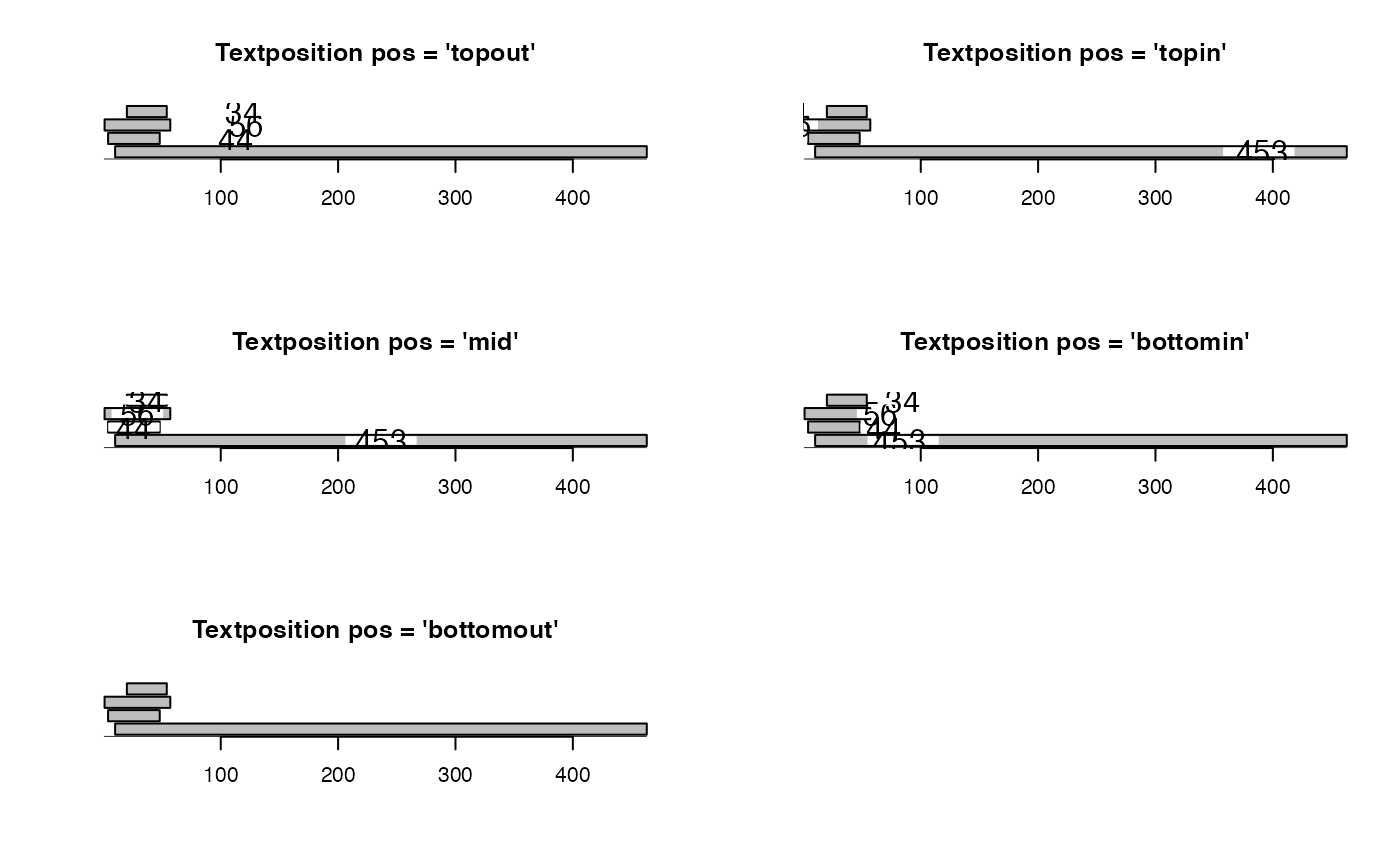 Textposition pos = 'topout'
34
56
44
100 200 300 400
Textposition pos = 'topin'
453
100 200 300 400
Textposition pos = 'mid'
34
56
44
453
100 200 300 400
Textposition pos = 'bottomin'
34
56
44
453
100 200 300 400
Textposition pos = 'bottomout'
100 200 300 400